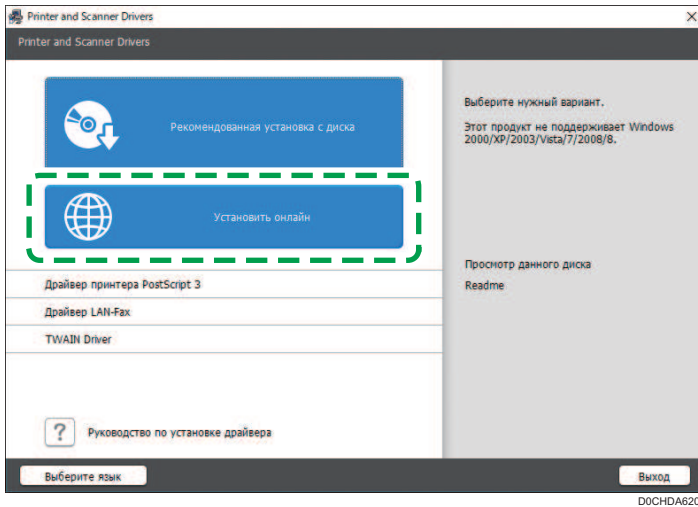 Printer and Scanner Drivers
Printer and Scanner Drivers
Рекомендованная установка с диска
Установить онлайн
Драйвер принтера PostScript 3
Драйвер LAN-Fax
TWAIN Driver
? Руководство по установке драйвера
Выберите нужный вариант.
Этот продукт не поддерживает Windows
2000/XP/2003/Vista/7/2008/8.
Просмотр данного диска
Readme
Выберите язык
Выход
D0CHDA620